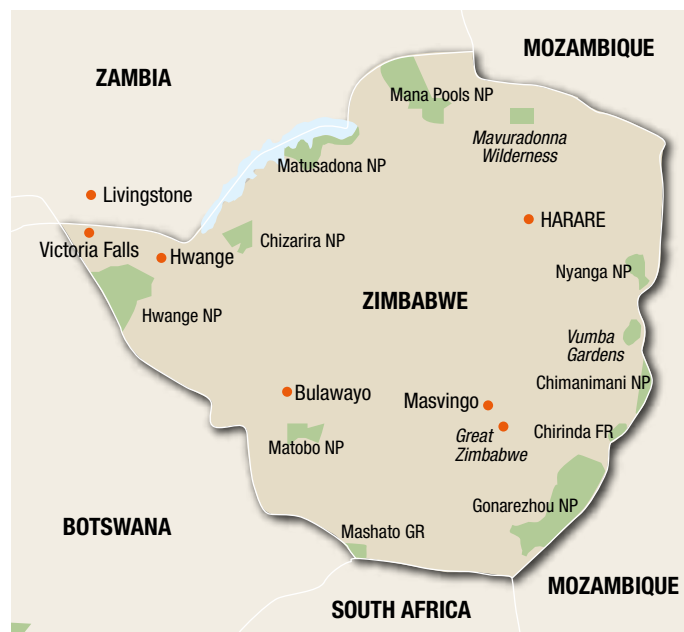 MOZAMBIQUE
ZAMBIA
Mana Pools NP
Mavuradonna
Wilderness
Matusadona NP
Livingstone
HARARE
Victoria Falls
Chizarira NP
Hwange
Nyanga NP
ZIMBABWE
Hwange NP
Vumba
Gardens
Chimanimani NP
Bulawayo
Masvingo
Great
Zimbabwe
Chirinda FR
Matobo NP
Gonarezhou NP
BOTSWANA
Mashato GR
MOZAMBIQUE
SOUTH AFRICA